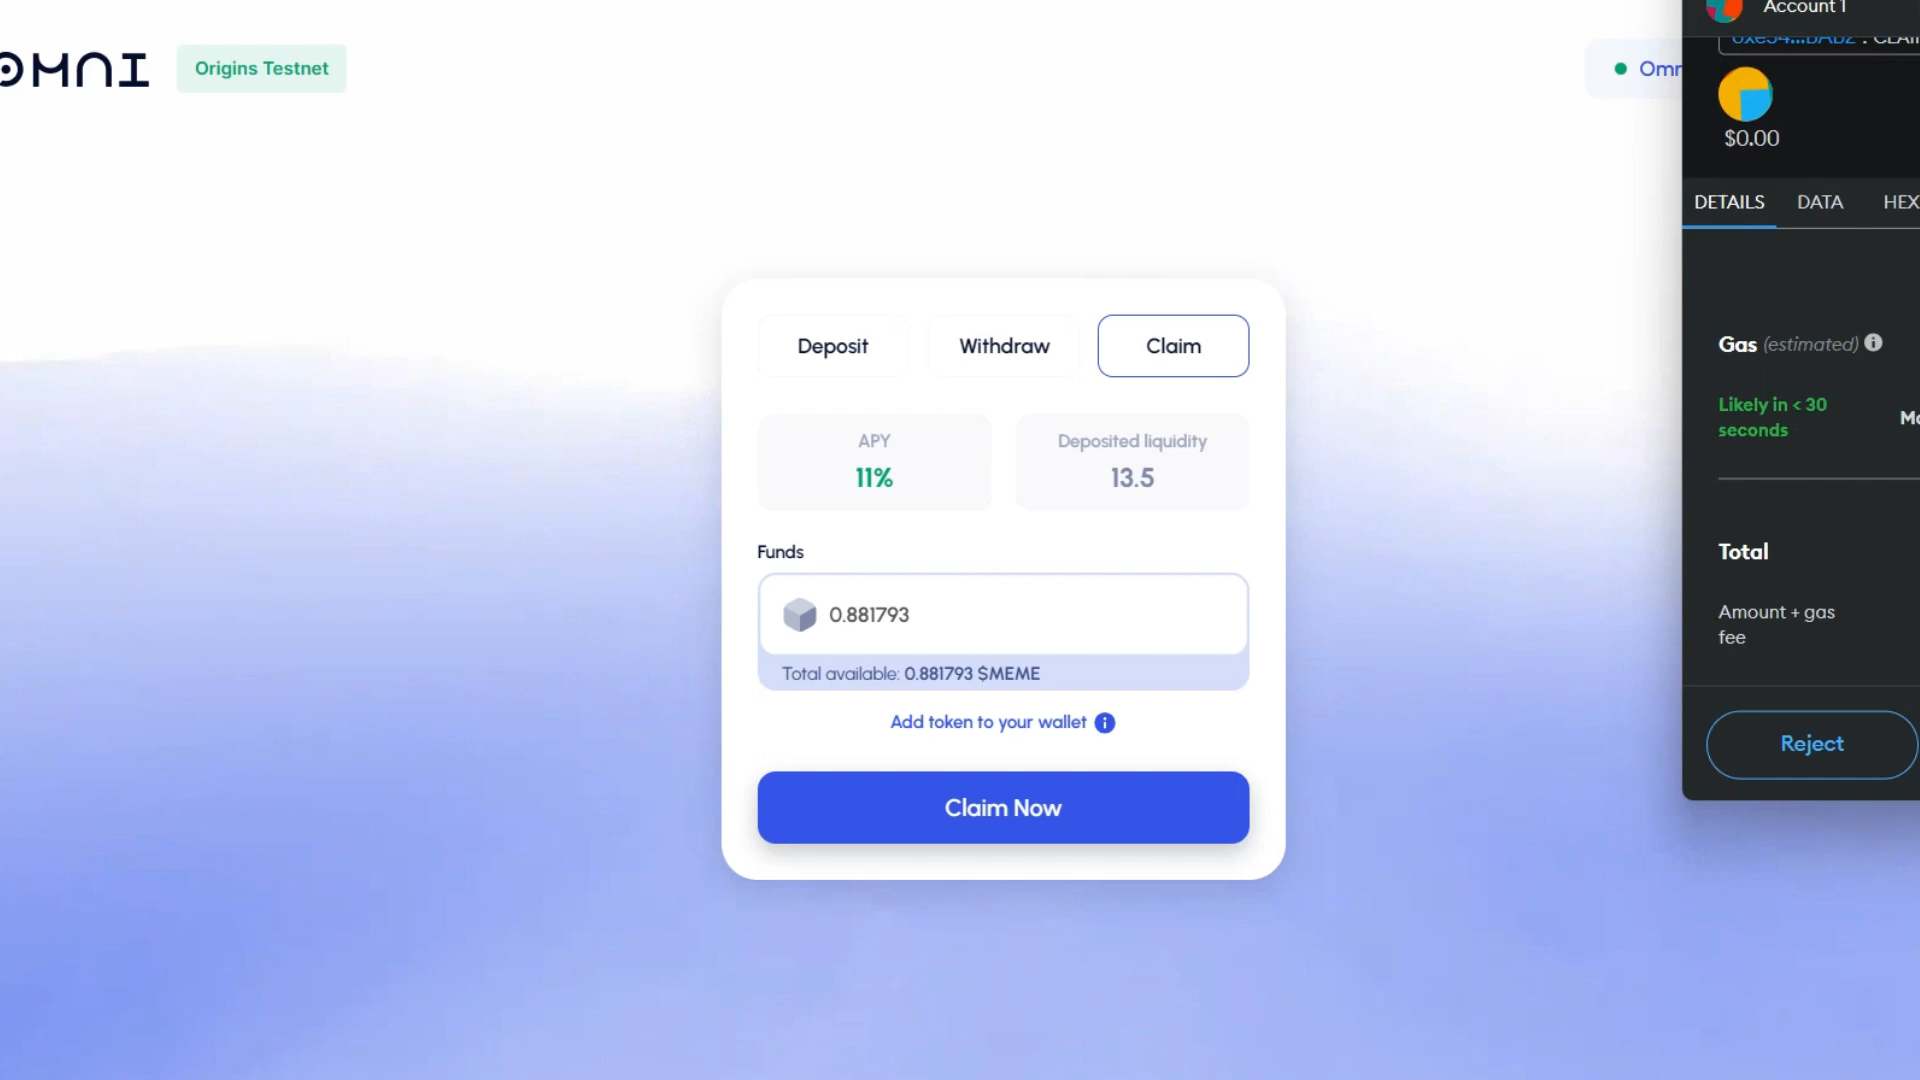 OMNI
Origins Testnet
Account 1
$0.00
DETAILS DATA HEX
Deposit Withdraw Claim
Gas (estimated)
APY
11%
Deposited liquidity
13.5
Likely in < 30
seconds
Funds
0.881793
Total available: 0.881793 $MEME
Add token to your wallet
Total
Amount + gas
fee
Claim Now
Reject